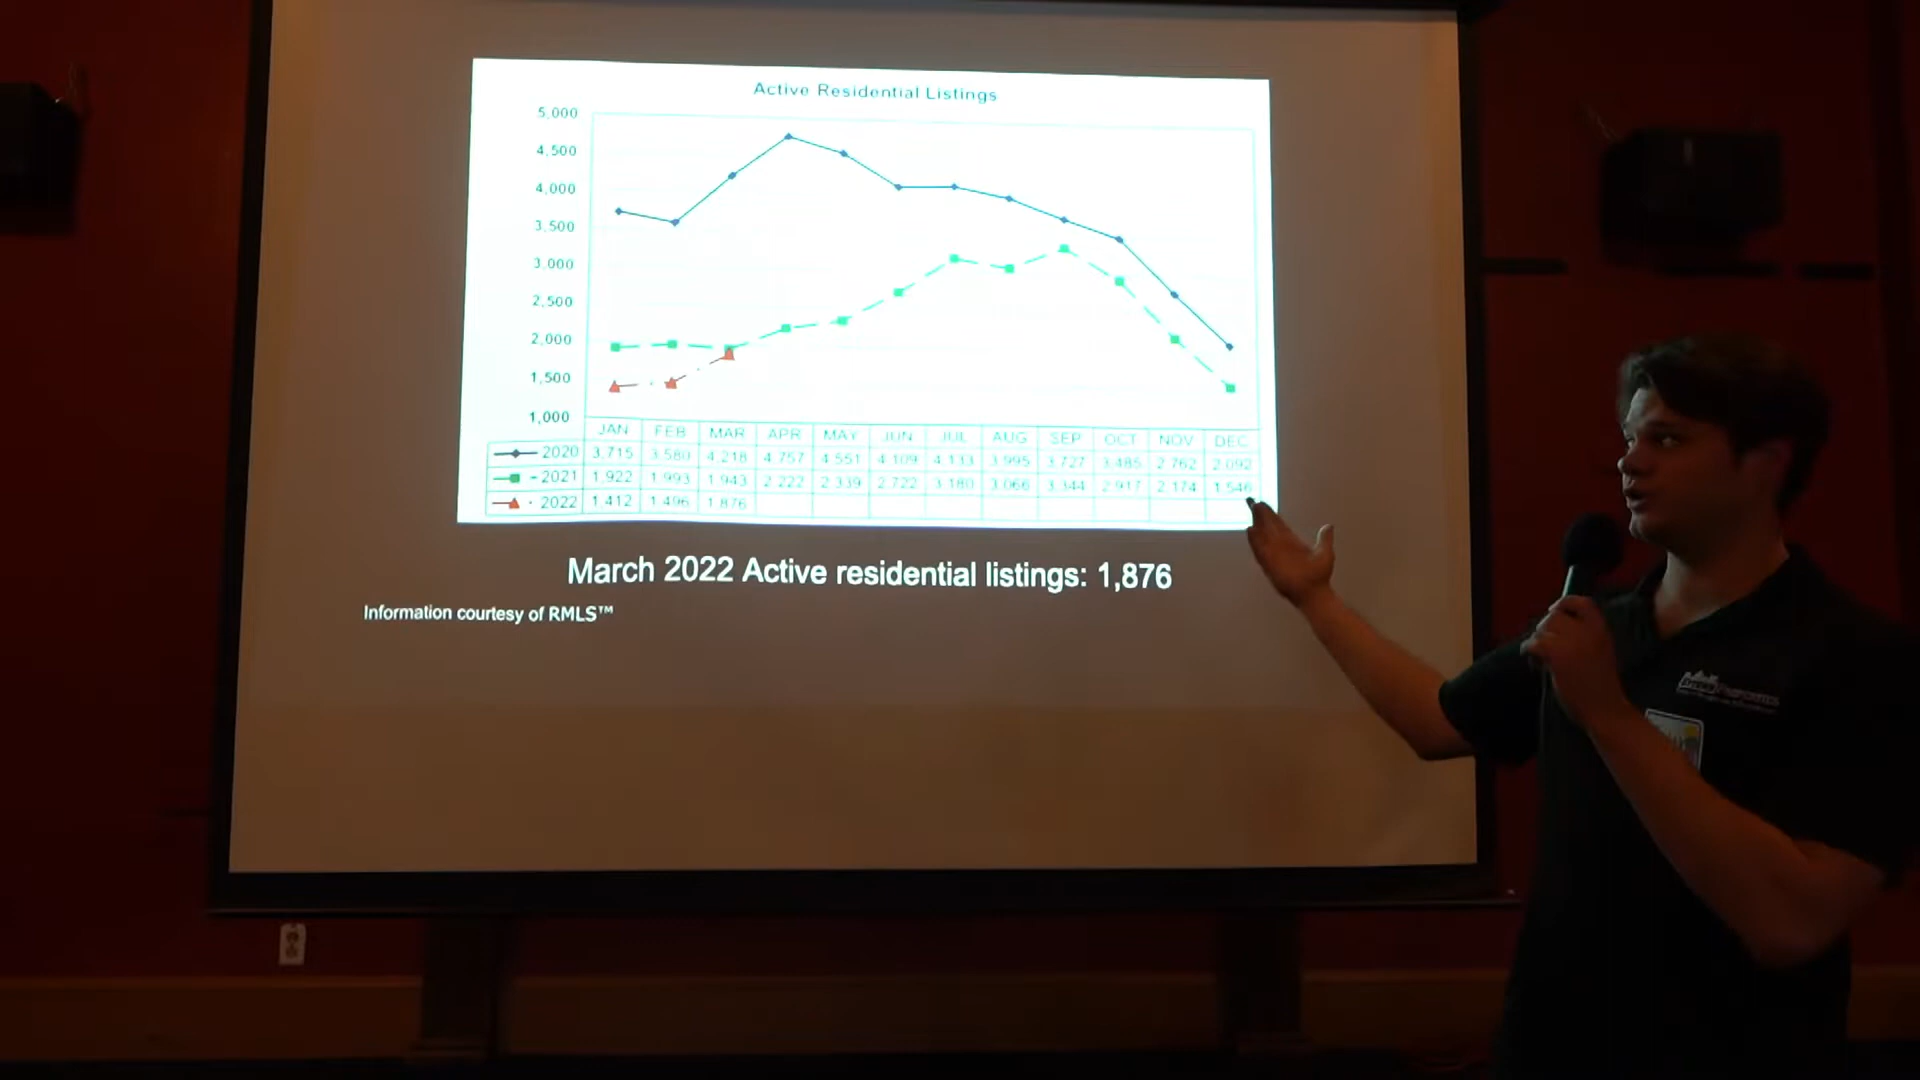 Active Residential Listings
5,000
4,500
4,000
3,500
3,000
2,500
2,000
1,500
1,000
JAN FEB MAR APR MAY JUN JUL AUG SEP OCT NOV DEC
2020 3,715 3,580 4,218 4,757 4,551 4,109 4,133 3,995 3,727 3,485 2,762 2,092
2021 1,922 1,993 1,943 2,222 2,339 2,722 3,180 3,066 3,344 2,917 2,174 1,546
2022 1,412 1,496 1,876
March 2022 Active residential listings: 1,876
Information courtesy of RMLS™